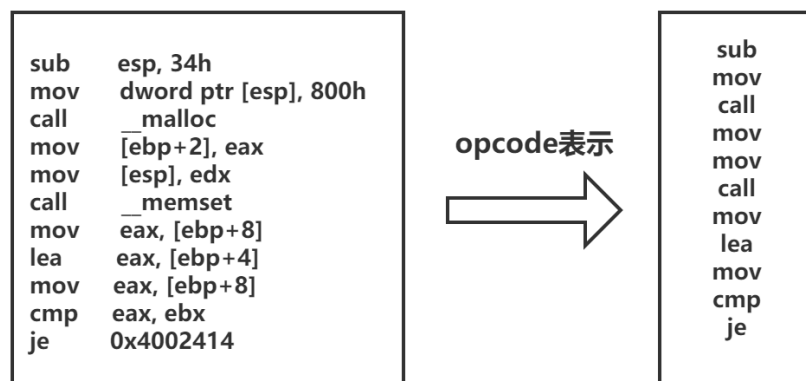 sub esp, 34h
mov dword ptr [esp], 800h
call __malloc
mov [ebp+2], eax
mov [esp], edx
call __memset
mov eax, [ebp+8]
lea eax, [ebp+4]
mov eax, [ebp+8]
cmp eax, ebx
je 0x4002414
opcode表示
sub
mov
call
mov
mov
call
mov
lea
mov
cmp
je